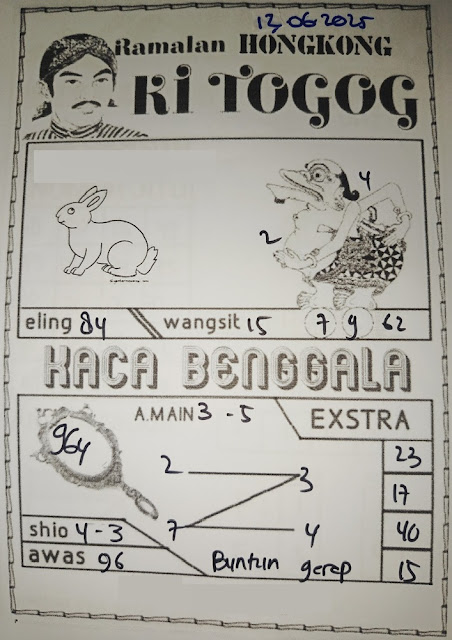 12,06-2025
Ramalan HONGKONG
KI TOGOG
4
2
eling 84 wangsit 15 7 9 62
KACA BENGGALA
A.MAIN 3 - 5 EXSTRA
964
23
2 3
17
shio 4 - 3 7 4 40
awas 96 Buntun gerep 15